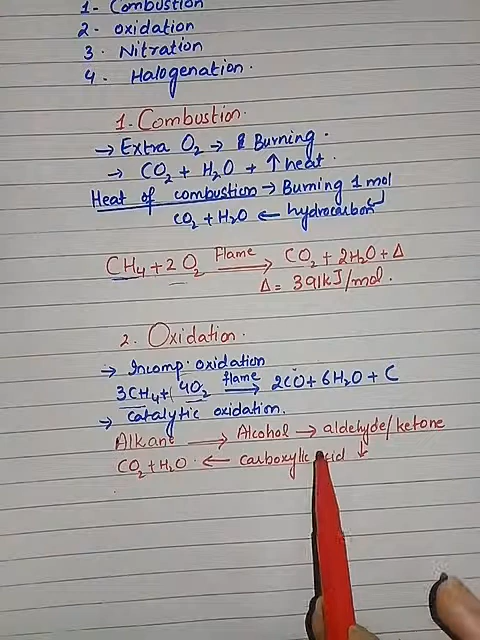 1- Combustion
2- oxidation
3. Nitration
4. Halogenation.
1. Combustion.
→ Extra O₂ → Burning.
→ CO₂ + H₂O + ↑ heat.
Heat of combustion → Burning 1 mol
CO₂ + H₂O ← hydrocarbon ↵
CH₄ + 2 O₂ —Flame→ CO₂ + 2H₂O + Δ
Δ = 391kJ/mol.
2. Oxidation.
→ Incomp. oxidation
3CH₄ + 4O₂ —flame→ 2CO + 6H₂O + C
→ catalytic oxidation.
Alkane → Alcohol → aldehyde/ketone
CO₂ + H₂O ← carboxylic acid ↓